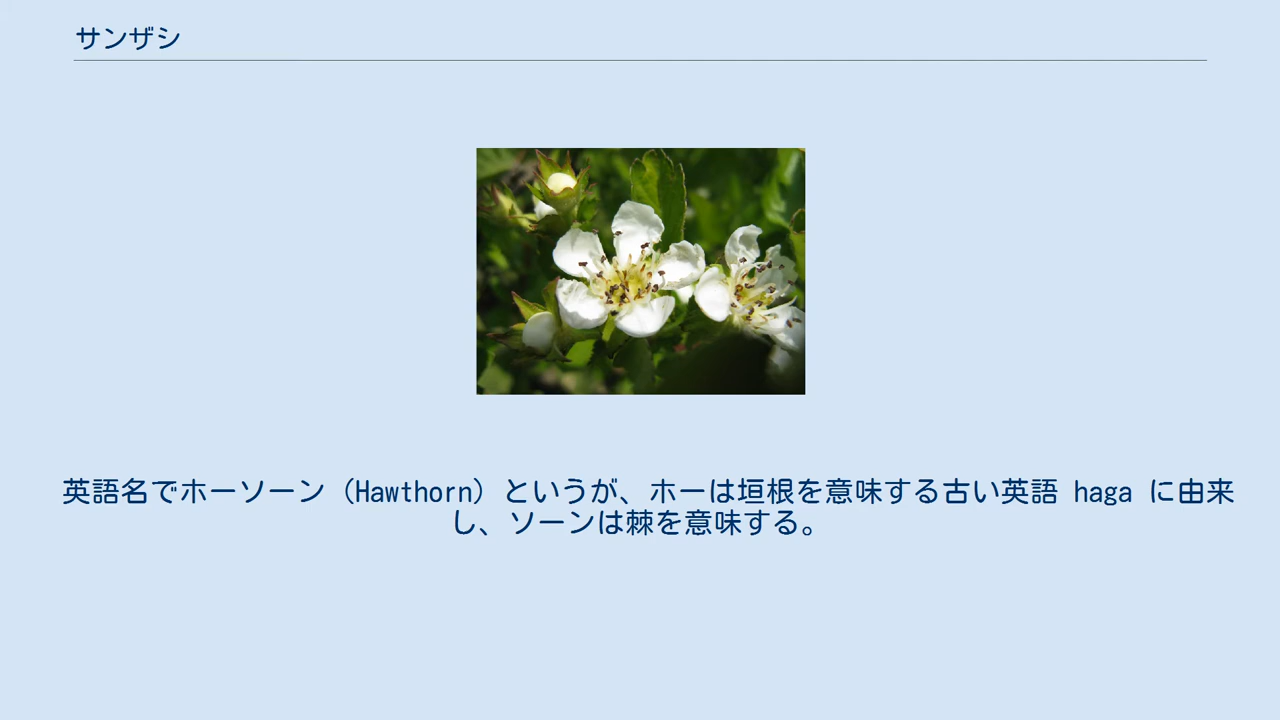 サンザシ
英語名でホーソーン（Hawthorn）というが、ホーは垣根を意味する古い英語 haga に由来
し、ソーンは棘を意味する。